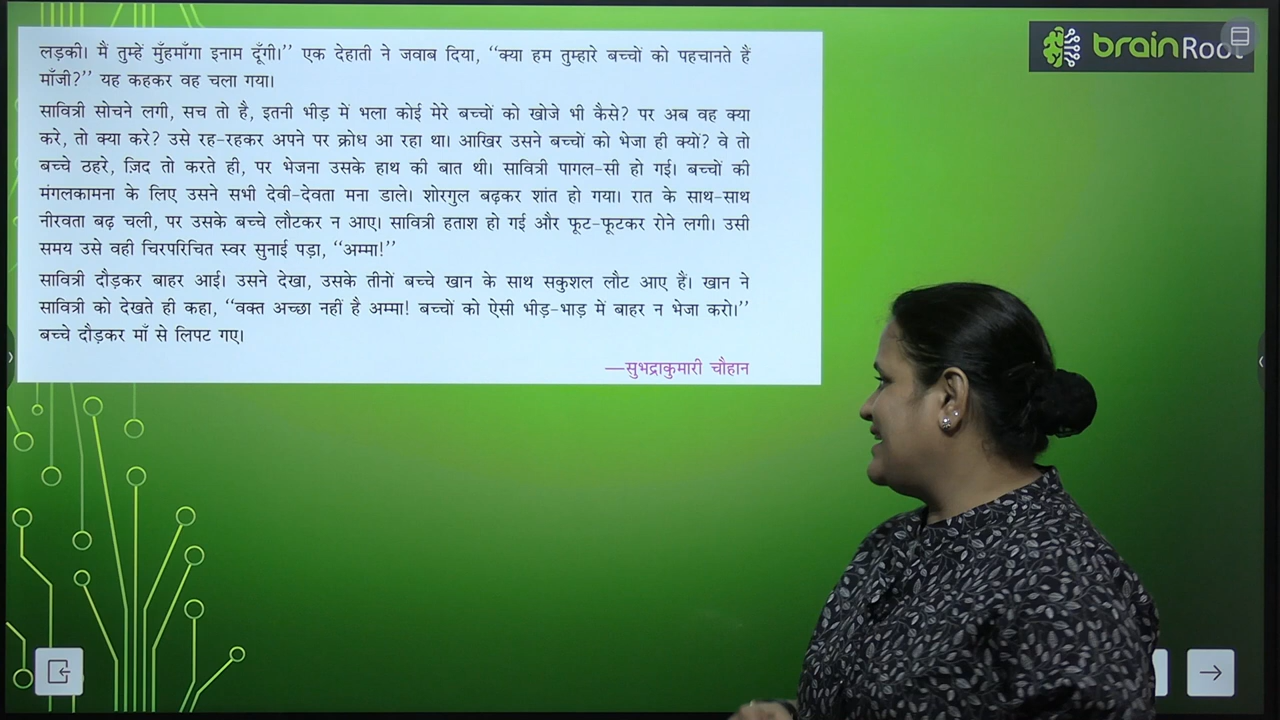 लड़की। मैं तुम्हें मुँहमाँगा इनाम दूँगी।’’ एक देहाती ने जवाब दिया, ‘‘क्या हम तुम्हारे बच्चों को पहचानते हैं
माँजी?’’ यह कहकर वह चला गया।
सावित्री सोचने लगी, सच तो है, इतनी भीड़ में भला कोई मेरे बच्चों को खोजे भी कैसे? पर अब वह क्या
करे, तो क्या करे? उसे रह-रहकर अपने पर क्रोध आ रहा था। आखिर उसने बच्चों को भेजा ही क्यों? वे तो
बच्चे ठहरे, ज़िद तो करते ही, पर भेजना उसके हाथ की बात थी। सावित्री पागल-सी हो गई। बच्चों की
मंगलकामना के लिए उसने सभी देवी-देवता मना डाले। शोरगुल बढ़कर शांत हो गया। रात के साथ-साथ
नीरवता बढ़ चली, पर उसके बच्चे लौटकर न आए। सावित्री हताश हो गई और फूट-फूटकर रोने लगी। उसी
समय उसे वही चिरपरिचित स्वर सुनाई पड़ा, ‘‘अम्मा!’’
सावित्री दौड़कर बाहर आई। उसने देखा, उसके तीनों बच्चे खान के साथ सकुशल लौट आए हैं। खान ने
सावित्री को देखते ही कहा, ‘‘वक्त अच्छा नहीं है अम्मा! बच्चों को ऐसी भीड़-भाड़ में बाहर न भेजा करो।’’
बच्चे दौड़कर माँ से लिपट गए।
—सुभद्राकुमारी चौहान
brainRoot